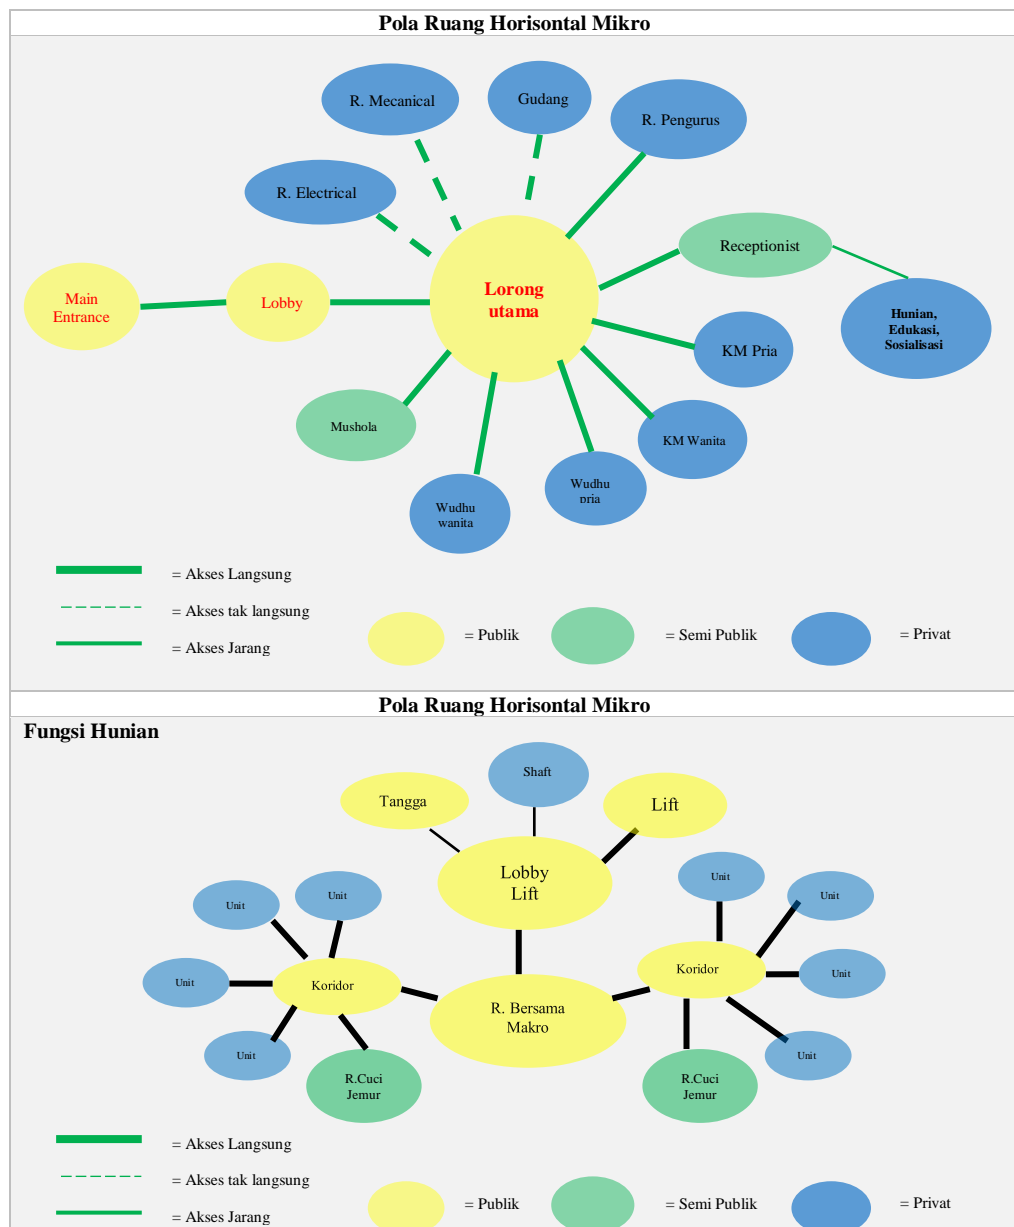 Pola Ruang Horisontal Mikro
R. Mecanical
Gudang
R. Pengurus
R. Electrical
Receptionist
Main
Entrance
Lobby
Lorong
utama
Hunian,
Edukasi,
Sosialisasi
KM Pria
Mushola
KM Wanita
Wudhu
pria
Wudhu
wanita
= Akses Langsung
= Akses tak langsung
= Akses Jarang
= Publik
= Semi Publik
= Privat
Pola Ruang Horisontal Mikro
Fungsi Hunian
Shaft
Tangga
Lift
Lobby
Lift
Unit
Unit
Unit
Unit
Unit
Koridor
Unit
Koridor
Unit
R. Bersama
Makro
Unit
Unit
R.Cuci
Jemur
R.Cuci
Jemur
= Akses Langsung
= Akses tak langsung
= Akses Jarang
= Publik
= Semi Publik
= Privat